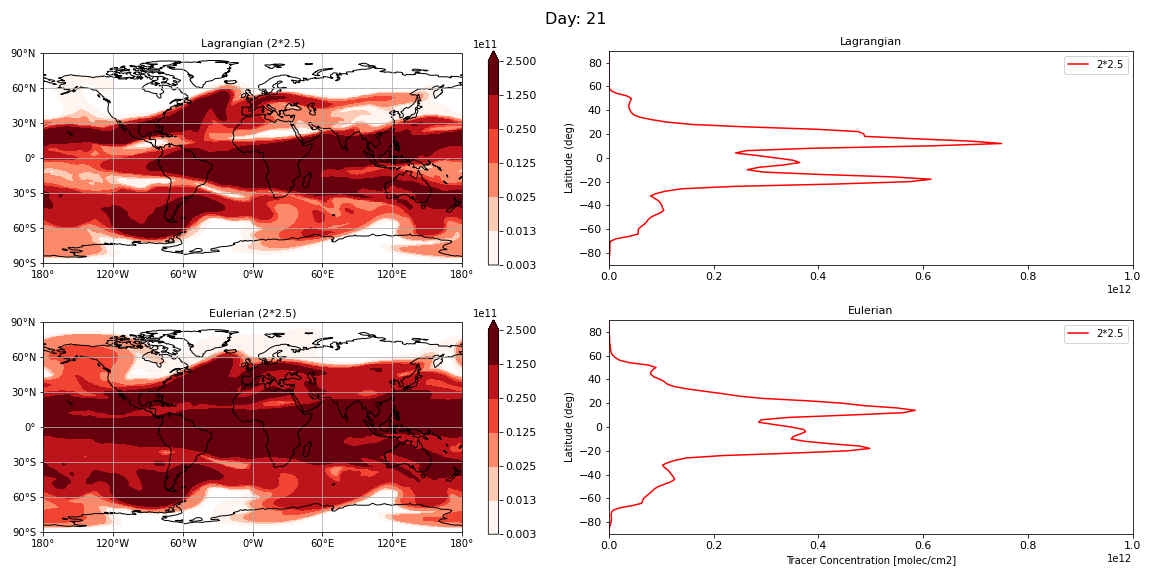 Day: 21
Lagrangian (2*2.5)
1e11
90°N
60°N
30°N
0°
30°S
60°S
90°S
180°
120°W
60°W
0°W
60°E
120°E
180°
2.500
1.250
0.250
0.125
0.025
0.013
0.003
Lagrangian
2*2.5
Latitude (deg)
80
60
40
20
0
−20
−40
−60
−80
0.0
0.2
0.4
0.6
0.8
1.0
1e12
Eulerian (2*2.5)
1e11
90°N
60°N
30°N
0°
30°S
60°S
90°S
180°
120°W
60°W
0°W
60°E
120°E
180°
2.500
1.250
0.250
0.125
0.025
0.013
0.003
Eulerian
2*2.5
Latitude (deg)
80
60
40
20
0
−20
−40
−60
−80
0.0
0.2
0.4
0.6
0.8
1.0
Tracer Concentration [molec/cm2]
1e12